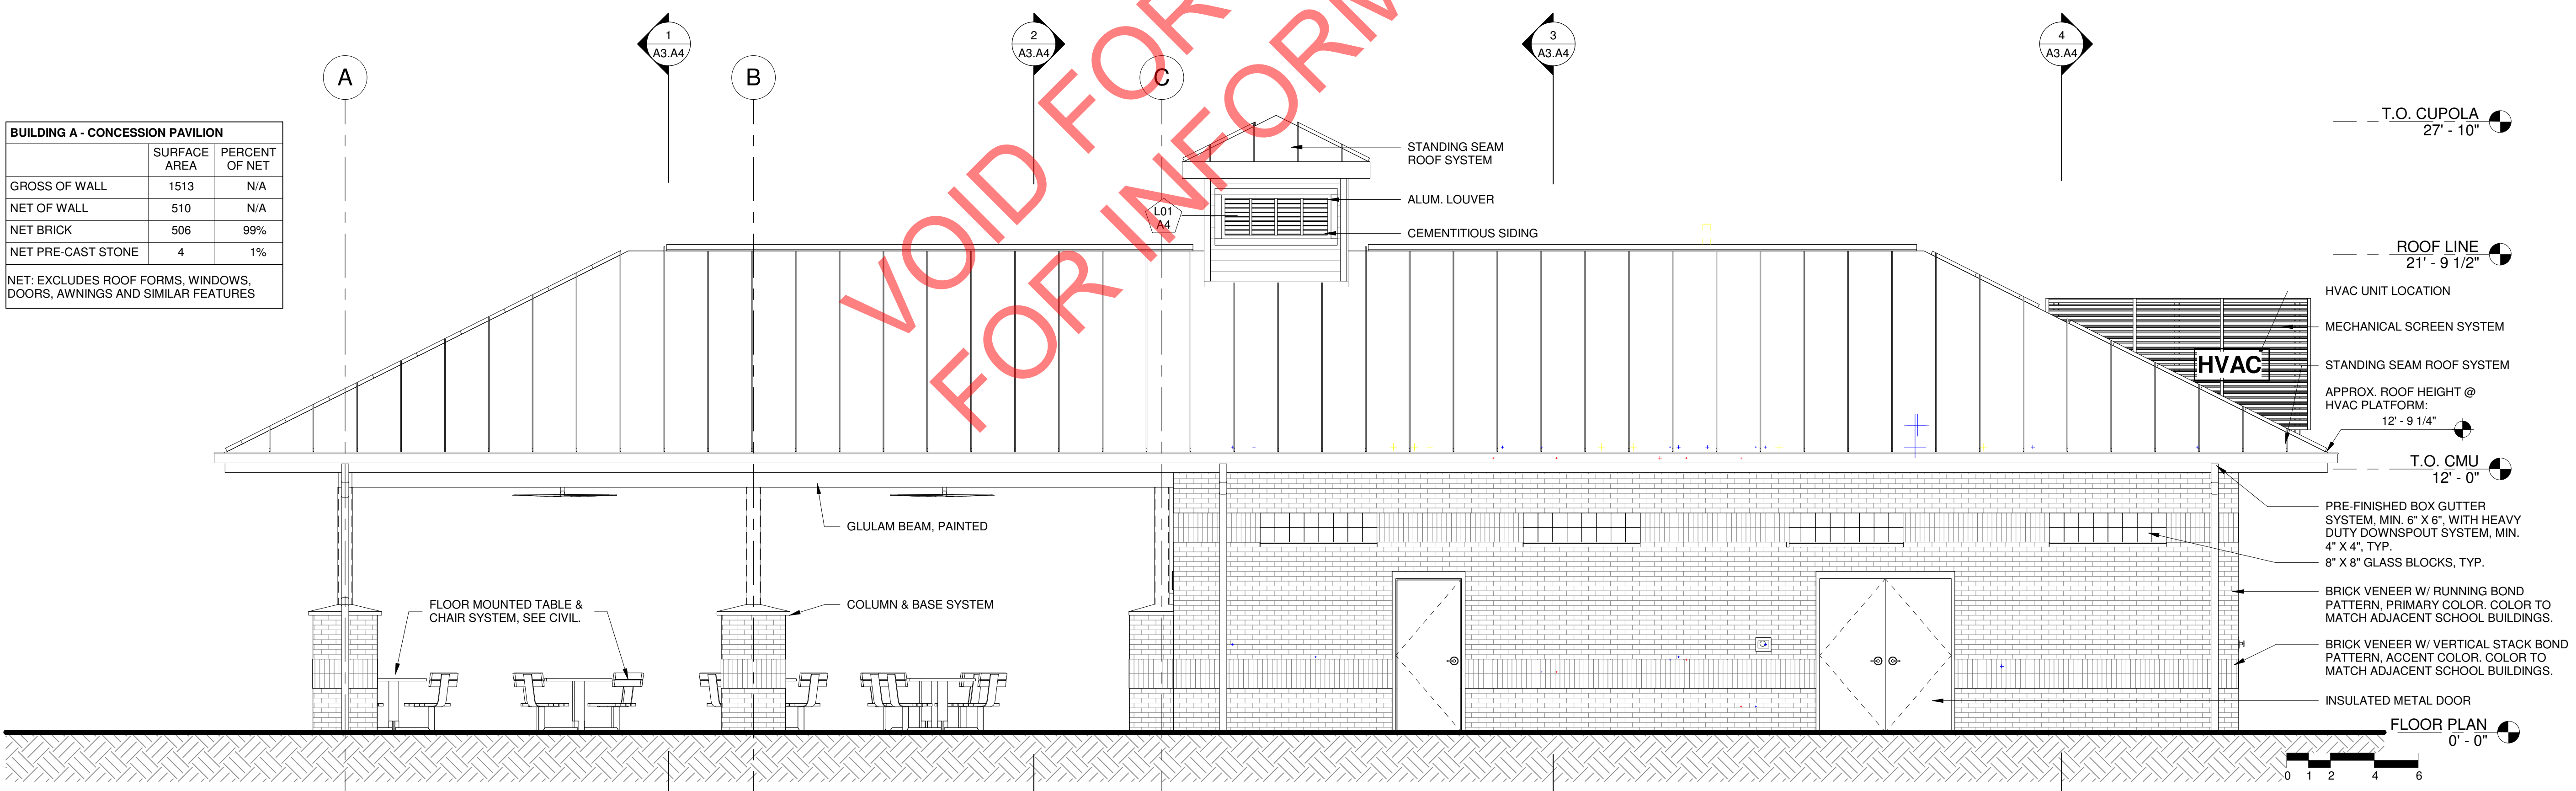 1
A3.A4
2
A3.A4
3
A3.A4
4
A3.A4
A
B
C
VOID FOR
FOR INFORM
BUILDING A - CONCESSION PAVILION
SURFACE AREA
PERCENT OF NET
GROSS OF WALL 1513 N/A
NET OF WALL 510 N/A
NET BRICK 506 99%
NET PRE-CAST STONE 4 1%
NET: EXCLUDES ROOF FORMS, WINDOWS,
DOORS, AWNINGS AND SIMILAR FEATURES
STANDING SEAM
ROOF SYSTEM
ALUM. LOUVER
CEMENTITIOUS SIDING
L01
A4
T.O. CUPOLA
27' - 10"
ROOF LINE
21' - 9 1/2"
HVAC UNIT LOCATION
MECHANICAL SCREEN SYSTEM
HVAC
STANDING SEAM ROOF SYSTEM
APPROX. ROOF HEIGHT @
HVAC PLATFORM:
12' - 9 1/4"
T.O. CMU
12' - 0"
PRE-FINISHED BOX GUTTER
SYSTEM, MIN. 6" X 6", WITH HEAVY
DUTY DOWNSPOUT SYSTEM, MIN.
4" X 4", TYP.
8" X 8" GLASS BLOCKS, TYP.
BRICK VENEER W/ RUNNING BOND
PATTERN, PRIMARY COLOR. COLOR TO
MATCH ADJACENT SCHOOL BUILDINGS.
BRICK VENEER W/ VERTICAL STACK BOND
PATTERN, ACCENT COLOR. COLOR TO
MATCH ADJACENT SCHOOL BUILDINGS.
INSULATED METAL DOOR
GLULAM BEAM, PAINTED
COLUMN & BASE SYSTEM
FLOOR MOUNTED TABLE &
CHAIR SYSTEM, SEE CIVIL.
FLOOR PLAN
0' - 0"
0 1 2 4 6